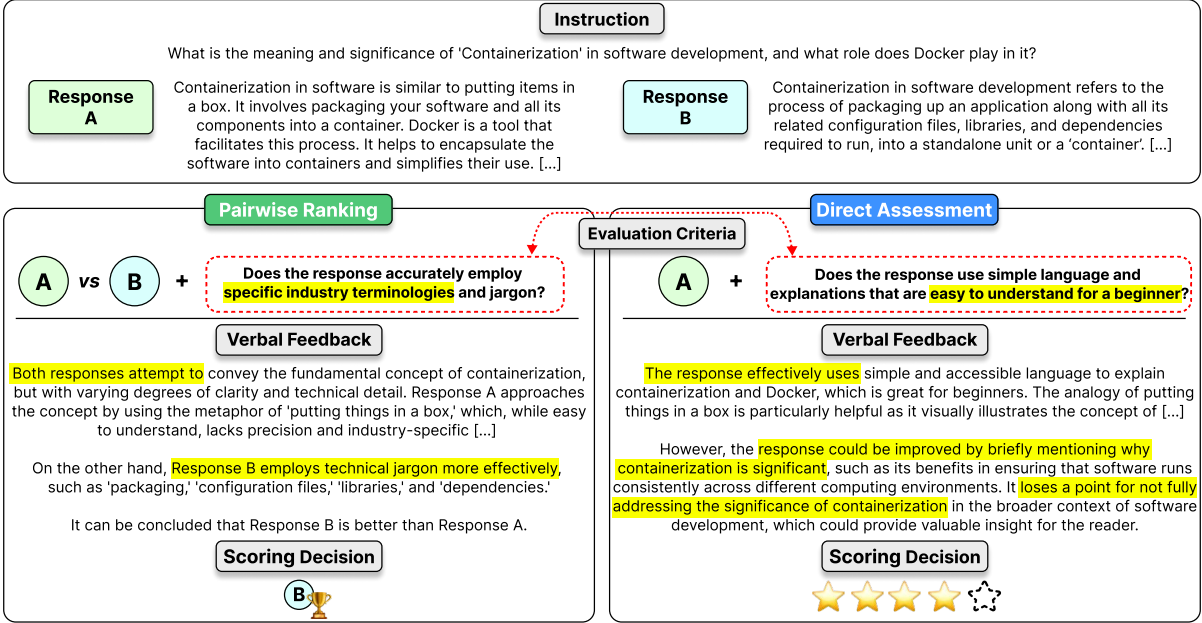 Instruction
What is the meaning and significance of 'Containerization' in software development, and what role does Docker play in it?
Response
A
Containerization in software is similar to putting items in
a box. It involves packaging your software and all its
components into a container. Docker is a tool that
facilitates this process. It helps to encapsulate the
software into containers and simplifies their use. [...]
Response
B
Containerization in software development refers to the
process of packaging up an application along with all its
related configuration files, libraries, and dependencies
required to run, into a standalone unit or a ‘container’. [...]
Pairwise Ranking
Direct Assessment
Evaluation Criteria
A vs B +
Does the response accurately employ
specific industry terminologies and jargon?
Verbal Feedback
Both responses attempt to convey the fundamental concept of containerization,
but with varying degrees of clarity and technical detail. Response A approaches
the concept by using the metaphor of 'putting things in a box,' which, while easy
to understand, lacks precision and industry-specific [...]
On the other hand, Response B employs technical jargon more effectively,
such as 'packaging,' 'configuration files,' 'libraries,' and 'dependencies.'
It can be concluded that Response B is better than Response A.
Scoring Decision
B
A +
Does the response use simple language and
explanations that are easy to understand for a beginner?
Verbal Feedback
The response effectively uses simple and accessible language to explain
containerization and Docker, which is great for beginners. The analogy of putting
things in a box is particularly helpful as it visually illustrates the concept of [...]
However, the response could be improved by briefly mentioning why
containerization is significant, such as its benefits in ensuring that software runs
consistently across different computing environments. It loses a point for not fully
addressing the significance of containerization in the broader context of software
development, which could provide valuable insight for the reader.
Scoring Decision